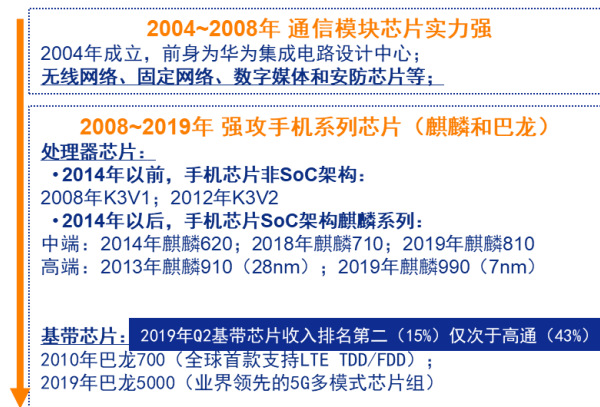 2004~2008年 通信模块芯片实力强
2004年成立，前身为华为集成电路设计中心；
无线网络、固定网络、数字媒体和安防芯片等；
2008~2019年 强攻手机系列芯片（麒麟和巴龙）
处理器芯片：
•2014年以前，手机芯片非SoC架构：
2008年K3V1；2012年K3V2
•2014年以后，手机芯片SoC架构麒麟系列：
中端：2014年麒麟620；2018年麒麟710；2019年麒麟810
高端：2013年麒麟910（28nm）；2019年麒麟990（7nm）
基带芯片：2019年Q2基带芯片收入排名第二（15%）仅次于高通（43%）
2010年巴龙700（全球首款支持LTE TDD/FDD）；
2019年巴龙5000（业界领先的5G多模式芯片组）